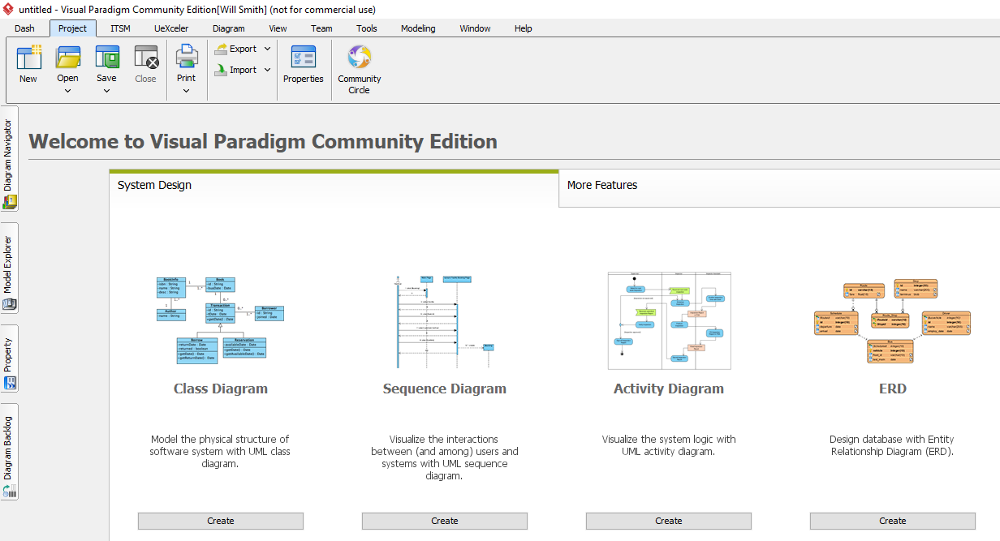 untitled - Visual Paradigm Community Edition[Will Smith] (not for commercial use)
Dash Project ITSM UeXceler Diagram View Team Tools Modeling Window Help
New Open Save Close Print Export Import Properties Community Circle
Diagram Navigator
Model Explorer
Property
Diagram Backlog
Welcome to Visual Paradigm Community Edition
System Design
More Features
Class Diagram
Model the physical structure of
software system with UML class
diagram.
Create
Sequence Diagram
Visualize the interactions
between (and among) users and
systems with UML sequence
diagram.
Create
Activity Diagram
Visualize the system logic with
UML activity diagram.
Create
ERD
Design database with Entity
Relationship Diagram (ERD).
Create